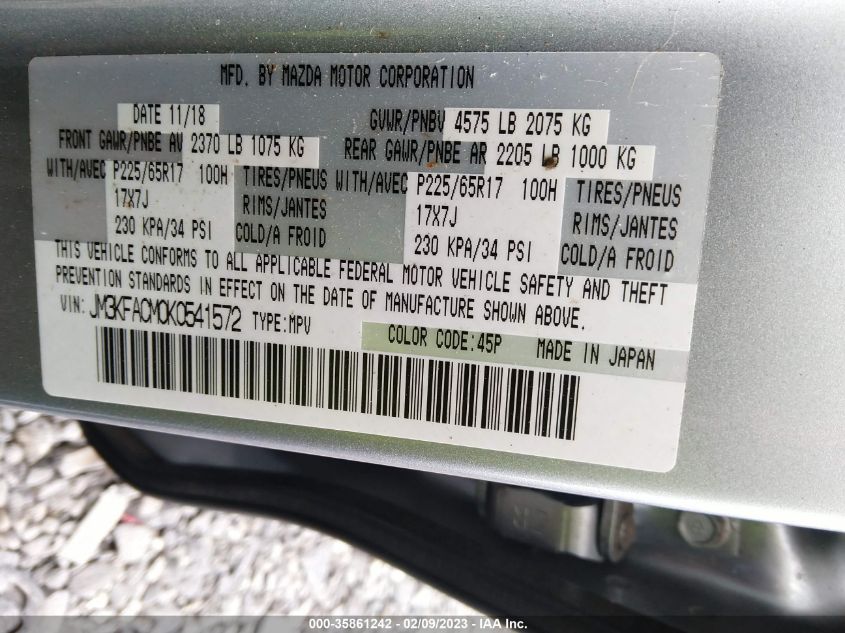 MFD. BY MAZDA MOTOR CORPORATION
DATE 11/18 GVWR/PNBV 4575 LB 2075 KG
FRONT GAWR/PNBE AV 2370 LB 1075 KG REAR GAWR/PNBE AR 2205 LB 1000 KG
WITH/AVEC P225/65R17 100H TIRES/PNEUS WITH/AVEC P225/65R17 100H TIRES/PNEUS
17X7J RIMS/JANTES 17X7J RIMS/JANTES
230 KPA/34 PSI COLD/A FROID 230 KPA/34 PSI COLD/A FROID
THIS VEHICLE CONFORMS TO ALL APPLICABLE FEDERAL MOTOR VEHICLE SAFETY AND THEFT
PREVENTION STANDARDS IN EFFECT ON THE DATE OF MANUFACTURE SHOWN ABOVE.
VIN: JM3KFACM0K0541572 TYPE:MPV
COLOR CODE:45P MADE IN JAPAN
000-35861242 - 02/09/2023 - IAA Inc.